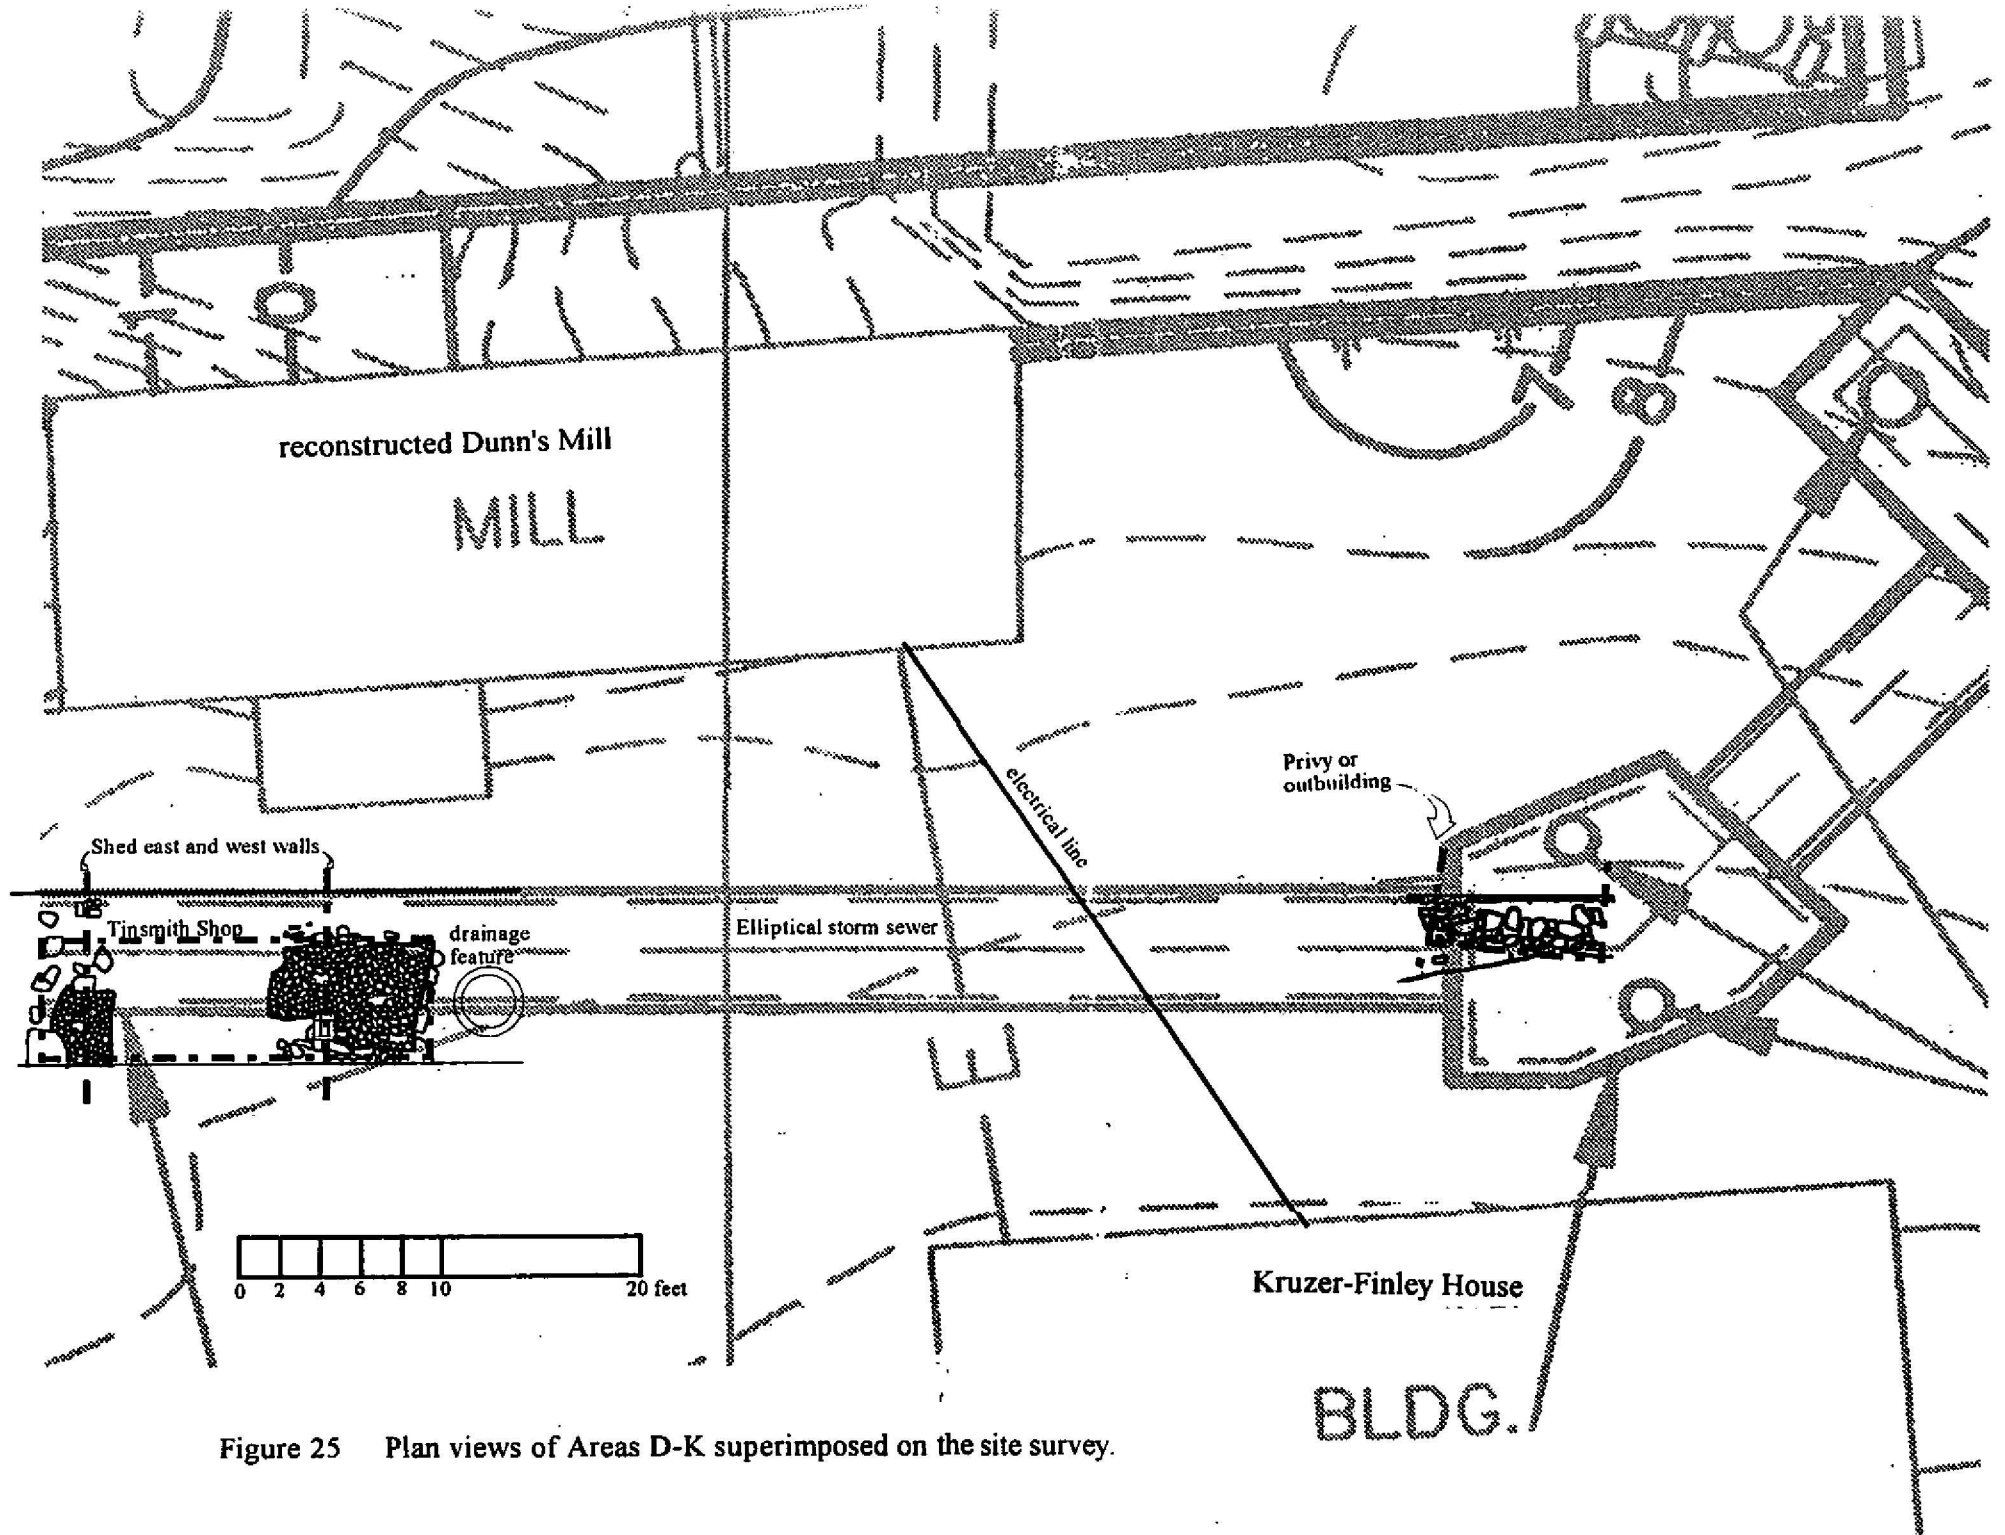 reconstructed Dunn's Mill
MILL
7
8
Privy or
outbuilding
electrical line
Shed east and west walls
Tinsmith Shop
drainage
feature
Elliptical storm sewer
E
0 2 4 6 8 10 20 feet
Kruzer-Finley House
BLDG.
Figure 25 Plan views of Areas D-K superimposed on the site survey.